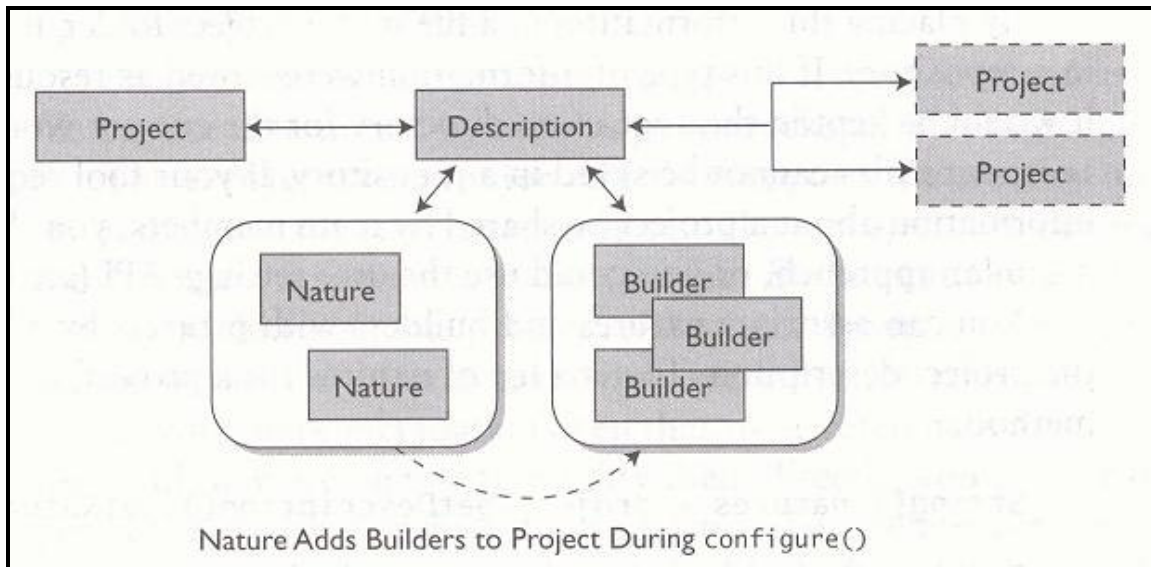 Project
Description
Project
Project
Nature
Nature
Builder
Builder
Builder
Nature Adds Builders to Project During configure()